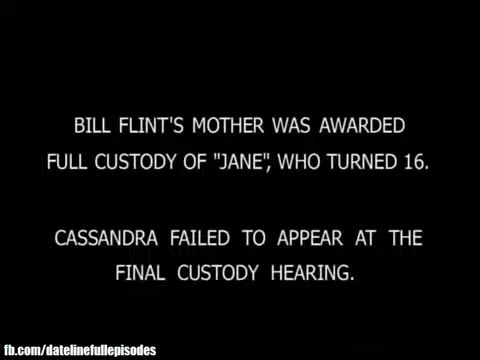 BILL FLINT'S MOTHER WAS AWARDED
FULL CUSTODY OF "JANE", WHO TURNED 16.
CASSANDRA FAILED TO APPEAR AT THE
FINAL CUSTODY HEARING.
fb.com/datelinefullepisodes